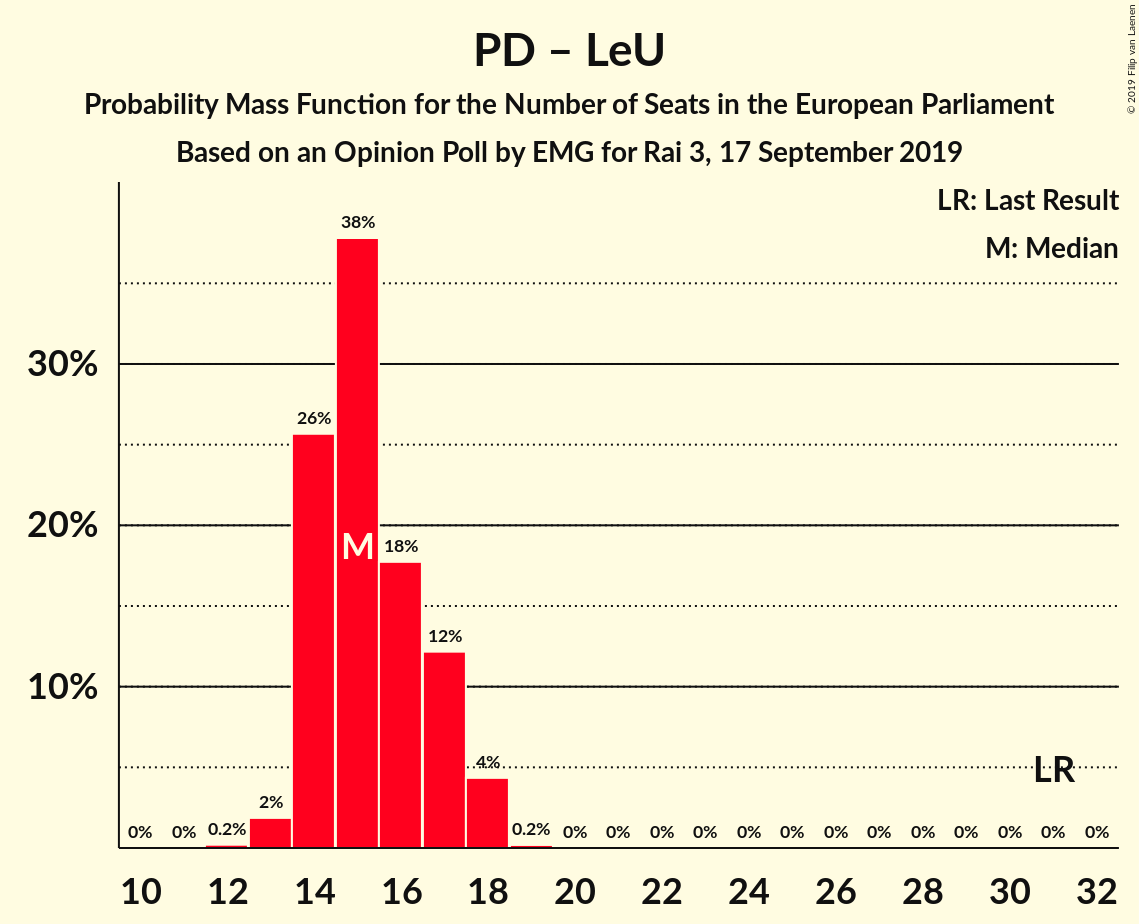 PD – LeU
Probability Mass Function for the Number of Seats in the European Parliament
Based on an Opinion Poll by EMG for Rai 3, 17 September 2019
© 2019 Filip van Laenen
LR: Last Result
M: Median
38%
30%
26%
20%
M
18%
12%
10%
4%
LR
2%
0% 0% 0.2% 0.2% 0% 0% 0% 0% 0% 0% 0% 0% 0% 0% 0% 0% 0%
10 12 14 16 18 20 22 24 26 28 30 32